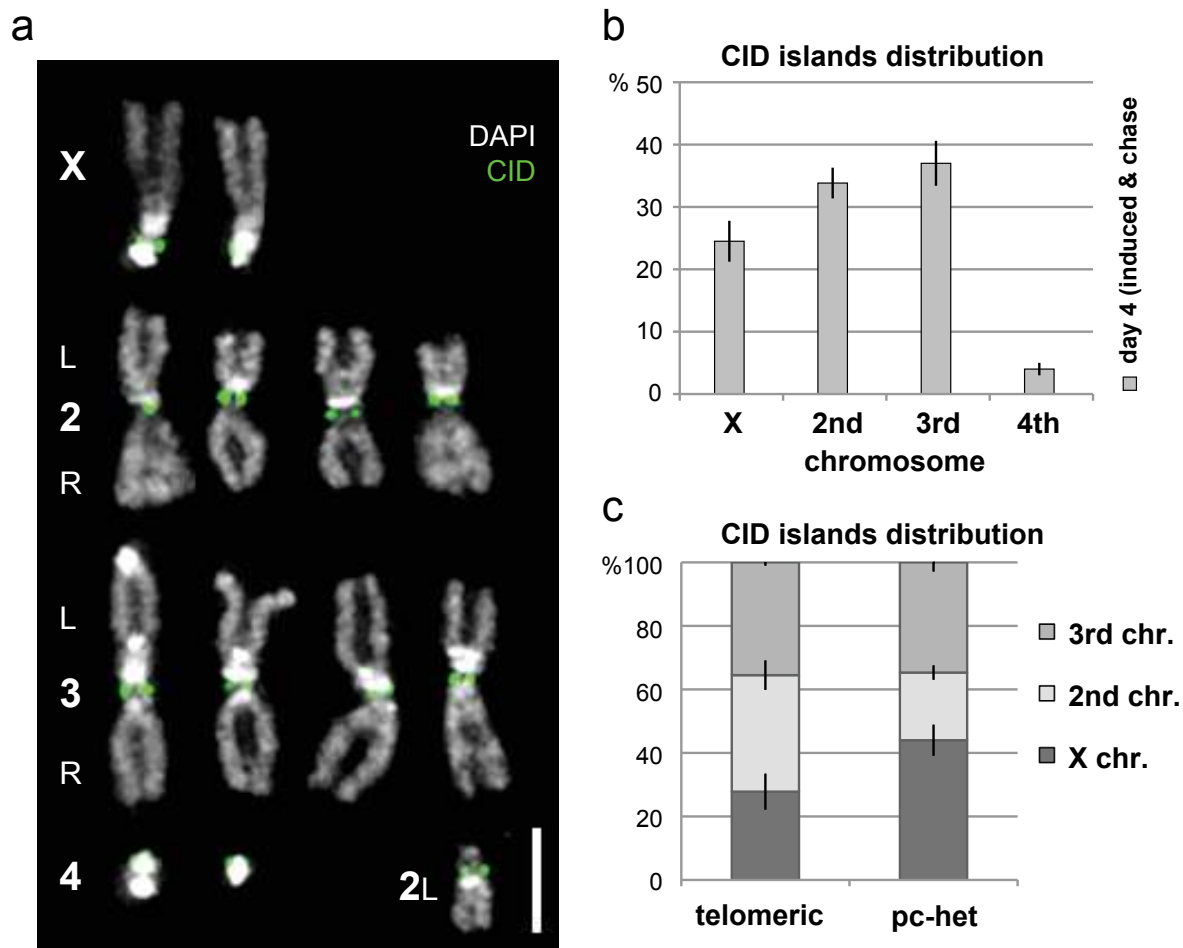 a
DAPI
CID
X
L
2
R
L
3
R
4
2L
b
CID islands distribution
% 50
40
30
20
10
0
X 2nd 3rd 4th
chromosome
day 4 (induced & chase
c
CID islands distribution
%100
80
60
40
20
0
telomeric pc-het
3rd chr.
2nd chr.
X chr.